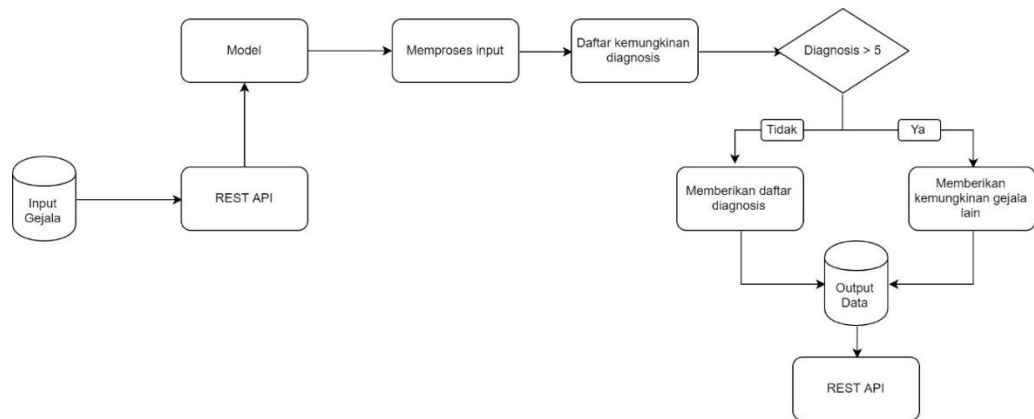 Model
Memproses input
Daftar kemungkinan
diagnosis
Diagnosis > 5
Tidak
Ya
Input
Gejala
REST API
Memberikan daftar
diagnosis
Memberikan
kemungkinan gejala
lain
Output
Data
REST API